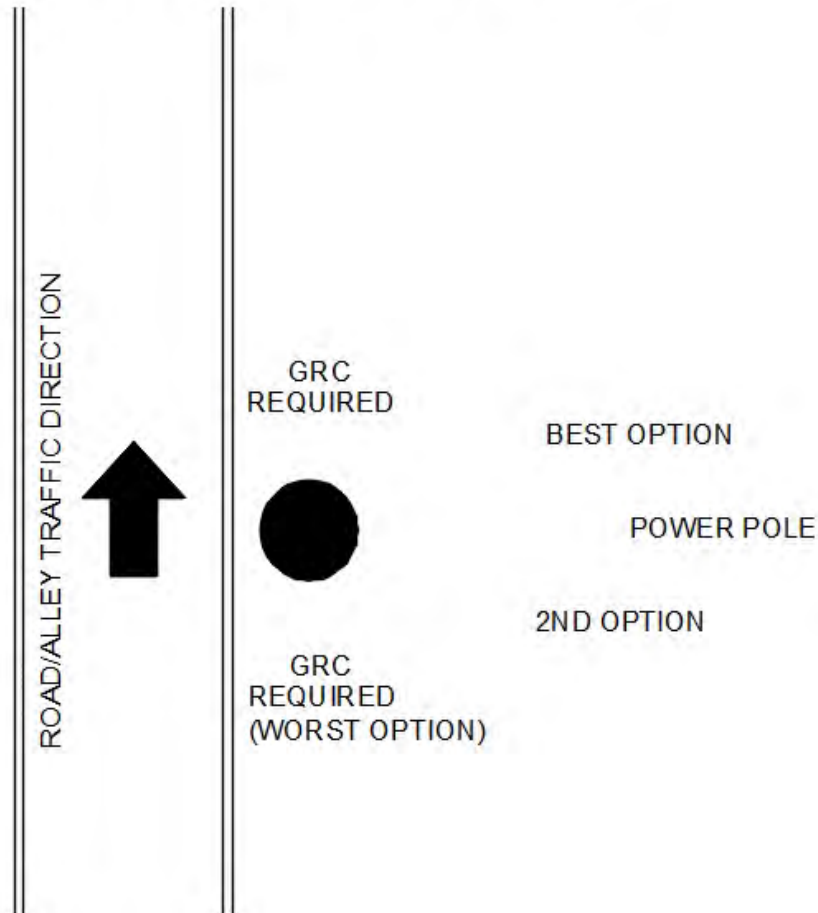 ROAD/ALLEY TRAFFIC DIRECTION
GRC
REQUIRED
BEST OPTION
POWER POLE
2ND OPTION
GRC
REQUIRED
(WORST OPTION)